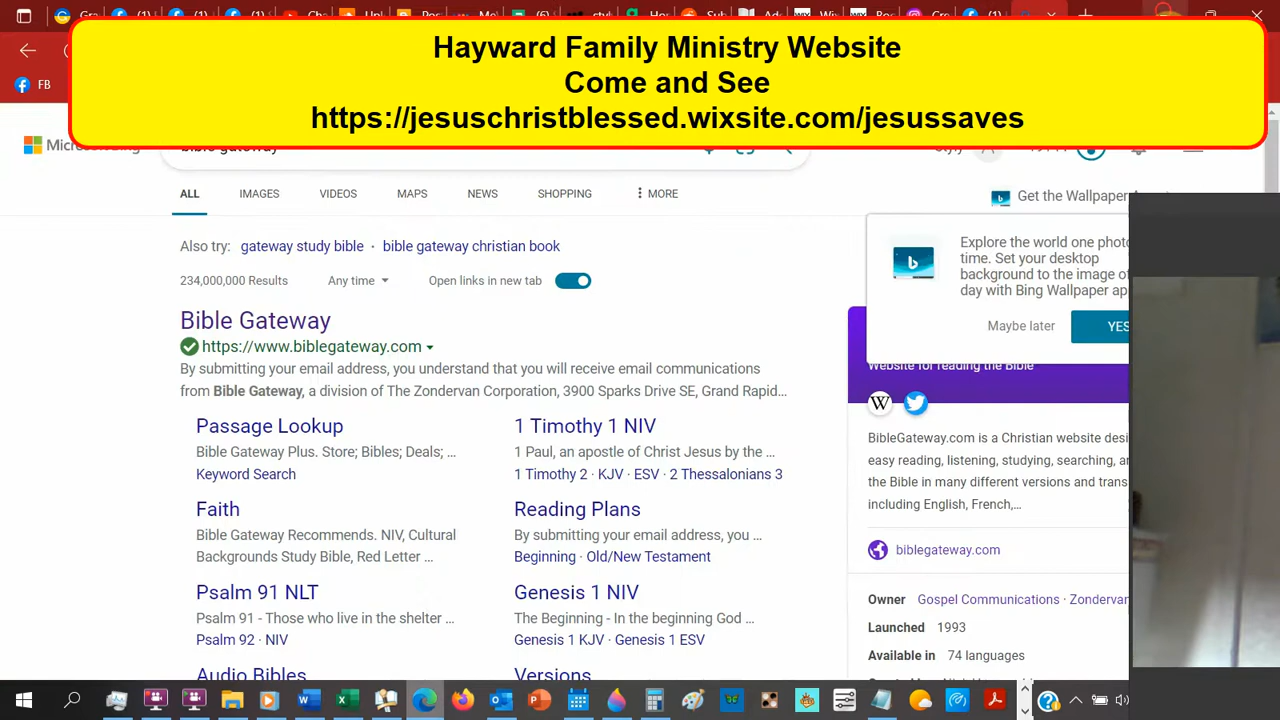 Hayward Family Ministry Website
Come and See
https://jesuschristblessed.wixsite.com/jesussaves
FB
bible gateway
ALL IMAGES VIDEOS MAPS NEWS SHOPPING MORE
Get the Wallpaper
Also try: gateway study bible · bible gateway christian book
234,000,000 Results Any time Open links in new tab
Explore the world one photo
time. Set your desktop
background to the image of
day with Bing Wallpaper ap
Maybe later YES
Bible Gateway
https://www.biblegateway.com
By submitting your email address, you understand that you will receive email communications
from Bible Gateway, a division of The Zondervan Corporation, 3900 Sparks Drive SE, Grand Rapid...
Passage Lookup
Bible Gateway Plus. Store; Bibles; Deals; ...
Keyword Search
1 Timothy 1 NIV
1 Paul, an apostle of Christ Jesus by the ...
1 Timothy 2 · KJV · ESV · 2 Thessalonians 3
Faith
Bible Gateway Recommends. NIV, Cultural
Backgrounds Study Bible, Red Letter ...
Reading Plans
By submitting your email address, you ...
Beginning · Old/New Testament
Psalm 91 NLT
Psalm 91 - Those who live in the shelter ...
Psalm 92 · NIV
Genesis 1 NIV
The Beginning - In the beginning God ...
Genesis 1 KJV · Genesis 1 ESV
Audio Bibles
Versions
Website for reading the Bible
W
BibleGateway.com is a Christian website desi
easy reading, listening, studying, searching, an
the Bible in many different versions and trans
including English, French,...
biblegateway.com
Owner Gospel Communications · Zondervan
Launched 1993
Available in 74 languages